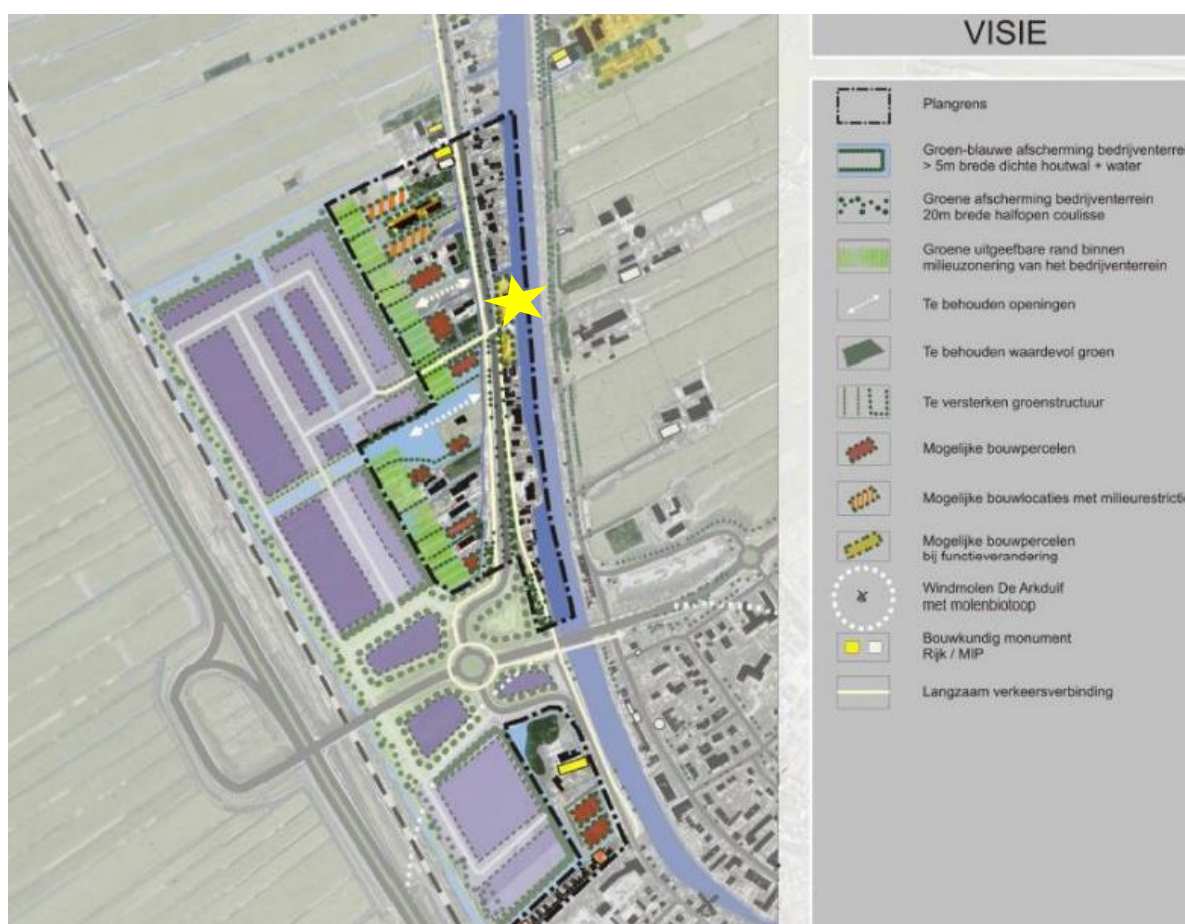 VISIE
Plangrens
Groen-blauwe afscherming bedrijventerre
> 5m brede dichte houtwal + water
Groene afscherming bedrijventerrein
20m brede halfopen coulisse
Groene uitgeefbare rand binnen
milieuzonering van het bedrijventerrein
Te behouden openingen
Te behouden waardevol groen
Te versterken groenstructuur
Mogelijke bouwpercelen
Mogelijke bouwlocaties met milieurestrictie
Mogelijke bouwpercelen
bij functieverandering
Windmolen De Arkduif
met molenbiotoop
Bouwkundig monument
Rijk / MIP
Langzaam verkeersverbinding